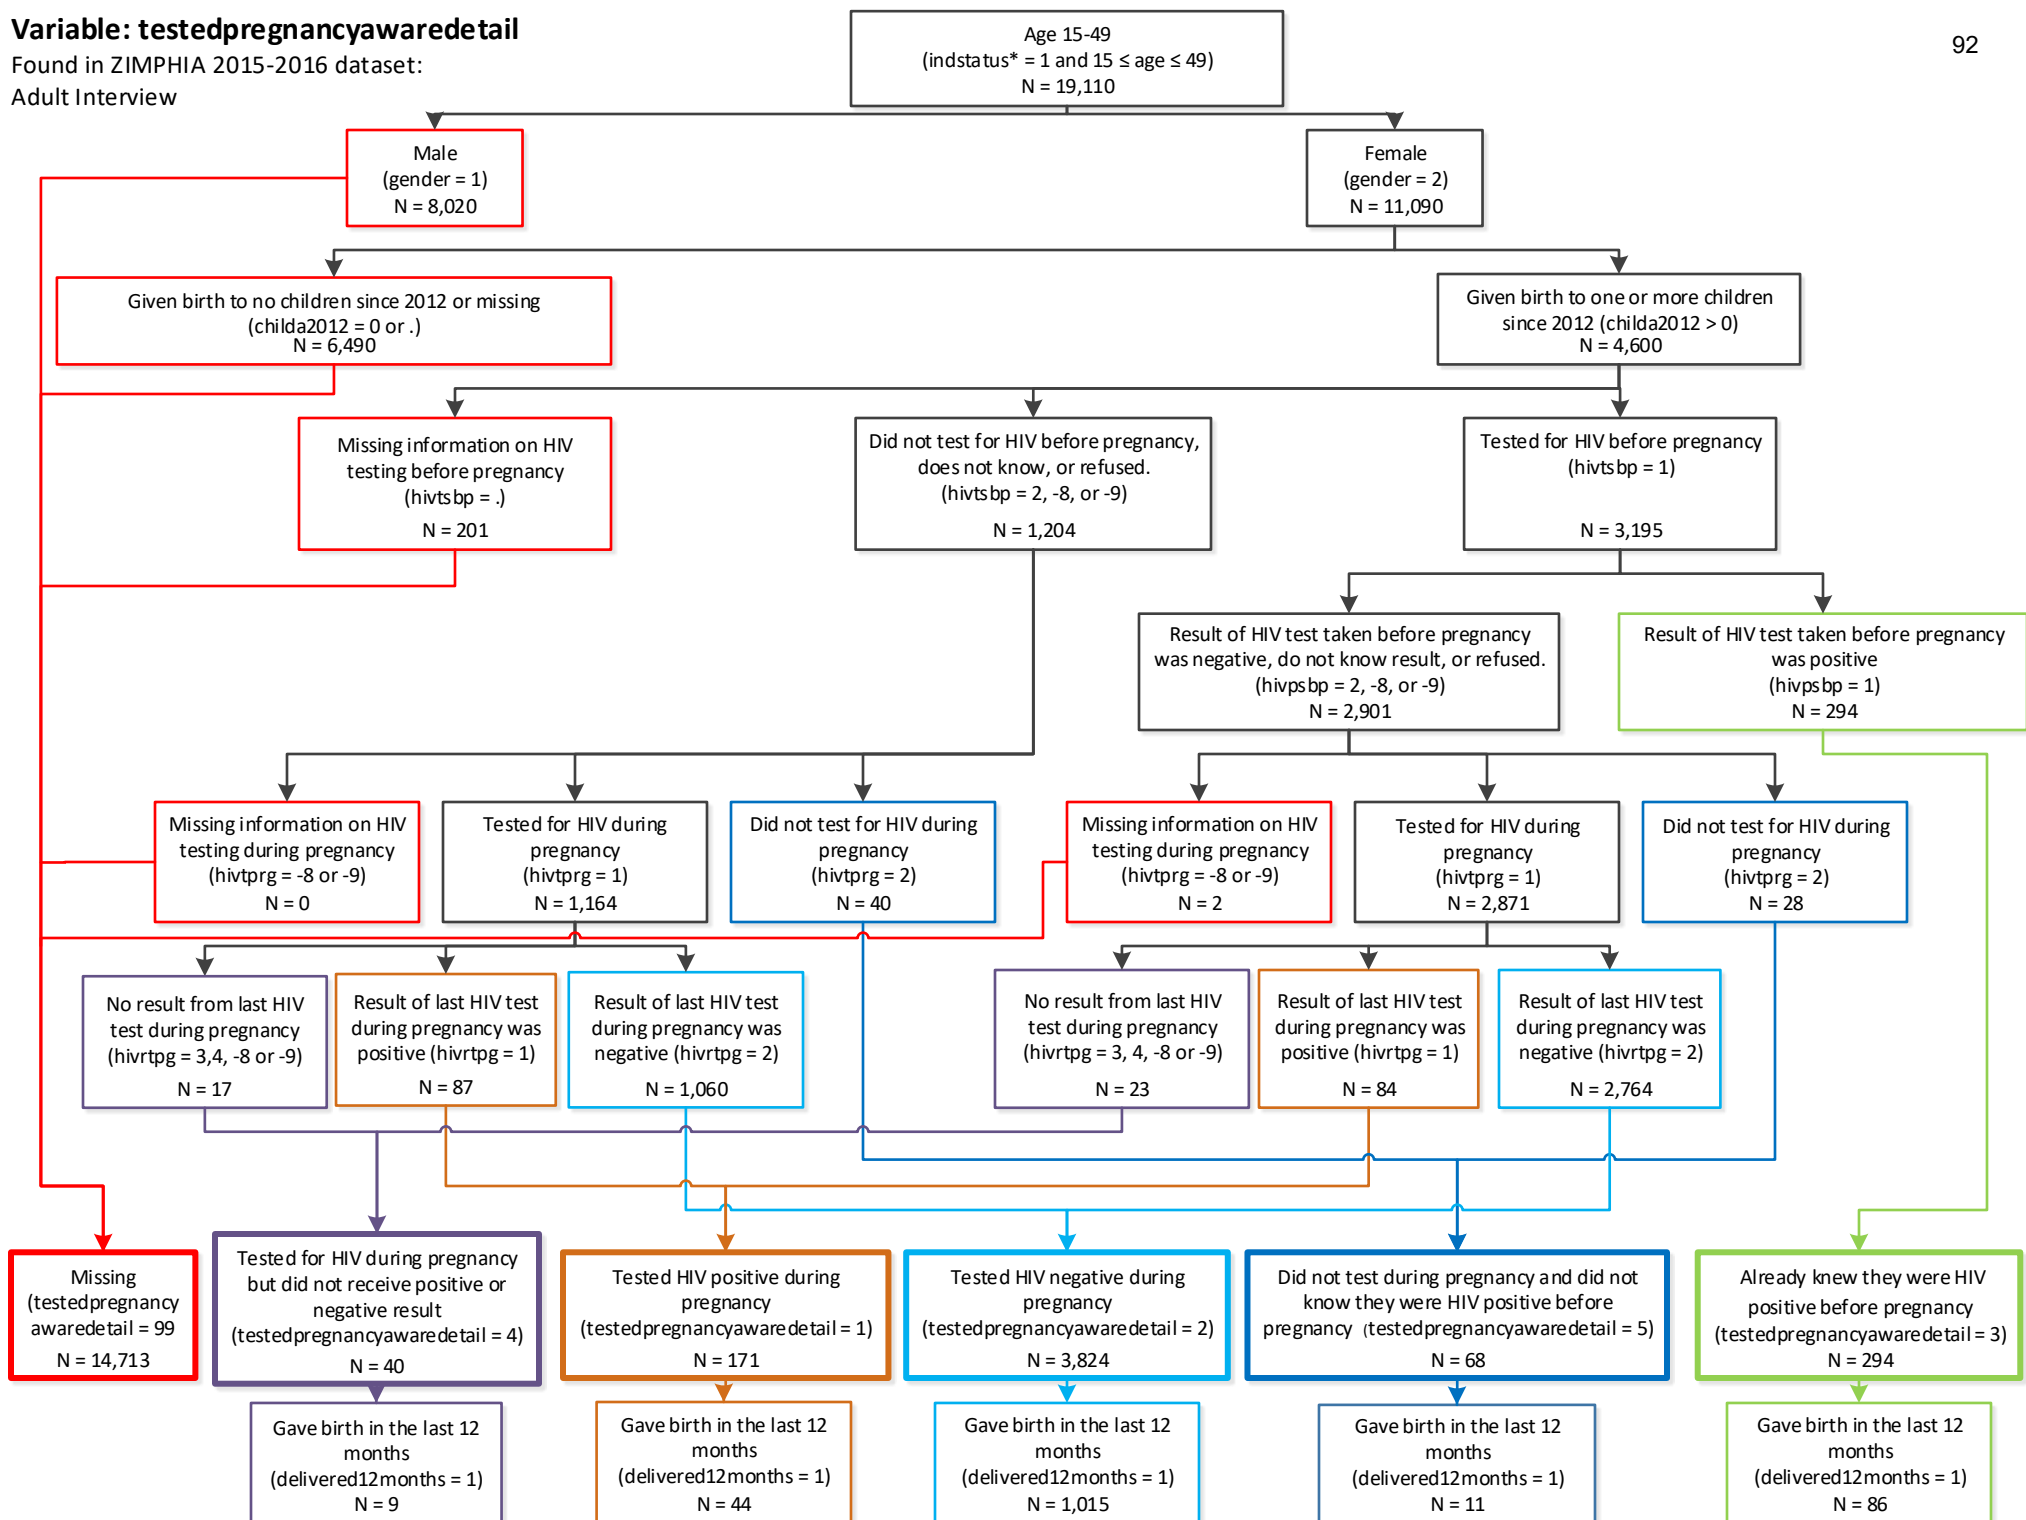 Variable: testedpregnancyawaredetail
Found in ZIMPHIA 2015-2016 dataset:
Adult Interview
92
Age 15-49
(indstatus* = 1 and 15 ≤ age ≤ 49)
N = 19,110
Male
(gender = 1)
N = 8,020
Female
(gender = 2)
N = 11,090
Given birth to no children since 2012 or missing
(childa2012 = 0 or .)
N = 6,490
Given birth to one or more children
since 2012 (childa2012 > 0)
N = 4,600
Missing information on HIV
testing before pregnancy
(hivtsbp = .)
N = 201
Did not test for HIV before pregnancy,
does not know, or refused.
(hivtsbp = 2, -8, or -9)
N = 1,204
Tested for HIV before pregnancy
(hivtsbp = 1)
N = 3,195
Result of HIV test taken before pregnancy
was negative, do not know result, or refused.
(hivpsbp = 2, -8, or -9)
N = 2,901
Result of HIV test taken before pregnancy
was positive
(hivpsbp = 1)
N = 294
Missing information on HIV
testing during pregnancy
(hivtprg = -8 or -9)
N = 0
Tested for HIV during
pregnancy
(hivtprg = 1)
N = 1,164
Did not test for HIV during
pregnancy
(hivtprg = 2)
N = 40
Missing information on HIV
testing during pregnancy
(hivtprg = -8 or -9)
N = 2
Tested for HIV during
pregnancy
(hivtprg = 1)
N = 2,871
Did not test for HIV during
pregnancy
(hivtprg = 2)
N = 28
No result from last HIV
test during pregnancy
(hivrtpg = 3,4, -8 or -9)
N = 17
Result of last HIV test
during pregnancy was
positive (hivrtpg = 1)
N = 87
Result of last HIV test
during pregnancy was
negative (hivrtpg = 2)
N = 1,060
No result from last HIV
test during pregnancy
(hivrtpg = 3, 4, -8 or -9)
N = 23
Result of last HIV test
during pregnancy was
positive (hivrtpg = 1)
N = 84
Result of last HIV test
during pregnancy was
negative (hivrtpg = 2)
N = 2,764
Missing
(testedpregnancy
awaredetail = 99
N = 14,713
Tested for HIV during pregnancy
but did not receive positive or
negative result
(testedpregnancyawaredetail = 4)
N = 40
Tested HIV positive during
pregnancy
(testedpregnancyawaredetail = 1)
N = 171
Tested HIV negative during
pregnancy
(testedpregnancyawaredetail = 2)
N = 3,824
Did not test during pregnancy and did not
know they were HIV positive before
pregnancy (testedpregnancyawaredetail = 5)
N = 68
Already knew they were HIV
positive before pregnancy
(testedpregnancyawaredetail = 3)
N = 294
Gave birth in the last 12
months
(delivered12months = 1)
N = 9
Gave birth in the last 12
months
(delivered12months = 1)
N = 44
Gave birth in the last 12
months
(delivered12months = 1)
N = 1,015
Gave birth in the last 12
months
(delivered12months = 1)
N = 11
Gave birth in the last 12
months
(delivered12months = 1)
N = 86